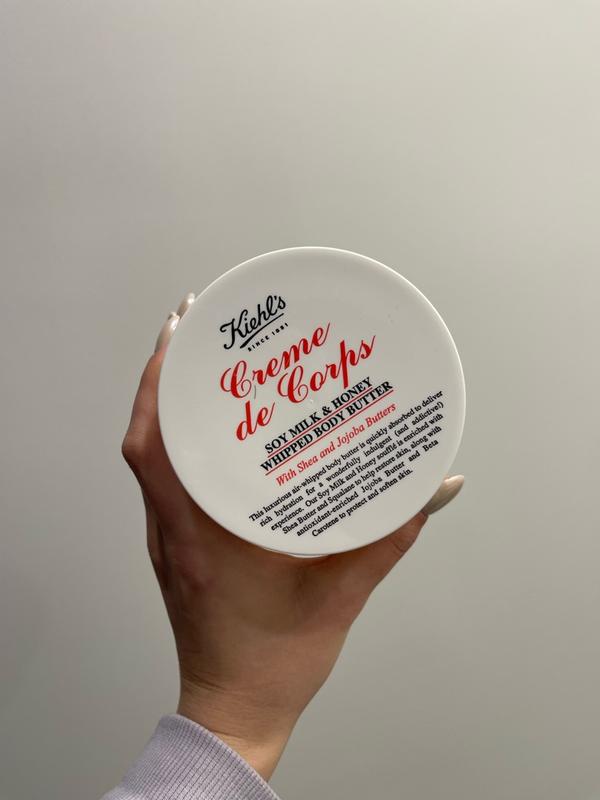 Kiehl's
SINCE 1851
Creme
de Corps
SOY MILK & HONEY
WHIPPED BODY BUTTER
With Shea and Jojoba Butters
This luxurious air-whipped body butter is quickly absorbed to deliver
rich hydration for a wonderfully indulgent (and addictive!)
experience. Our Soy Milk and Honey soufflé is enriched with
Shea Butter and Squalane to help restore skin, along with
antioxidant-enriched Jojoba Butter and Beta
Carotene to protect and soften skin.